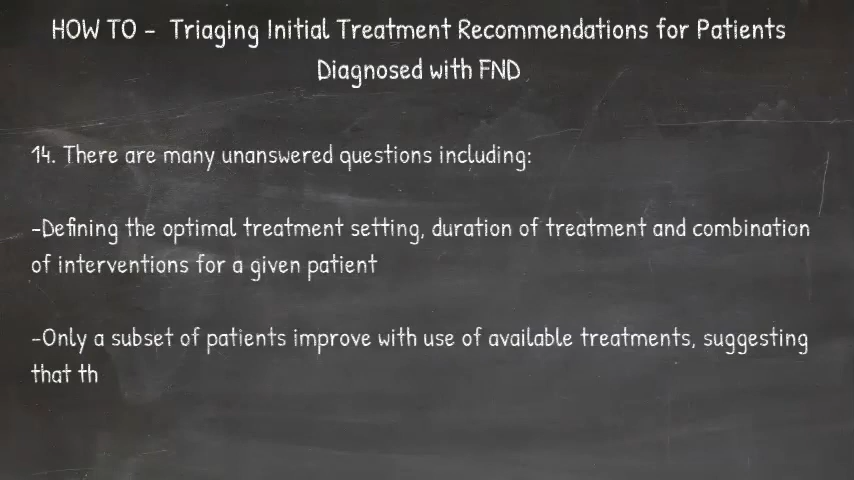 HOW TO - Triaging Initial Treatment Recommendations for Patients
Diagnosed with FND
14. There are many unanswered questions including:
-Defining the optimal treatment setting, duration of treatment and combination
of interventions for a given patient
-Only a subset of patients improve with use of available treatments, suggesting
that th